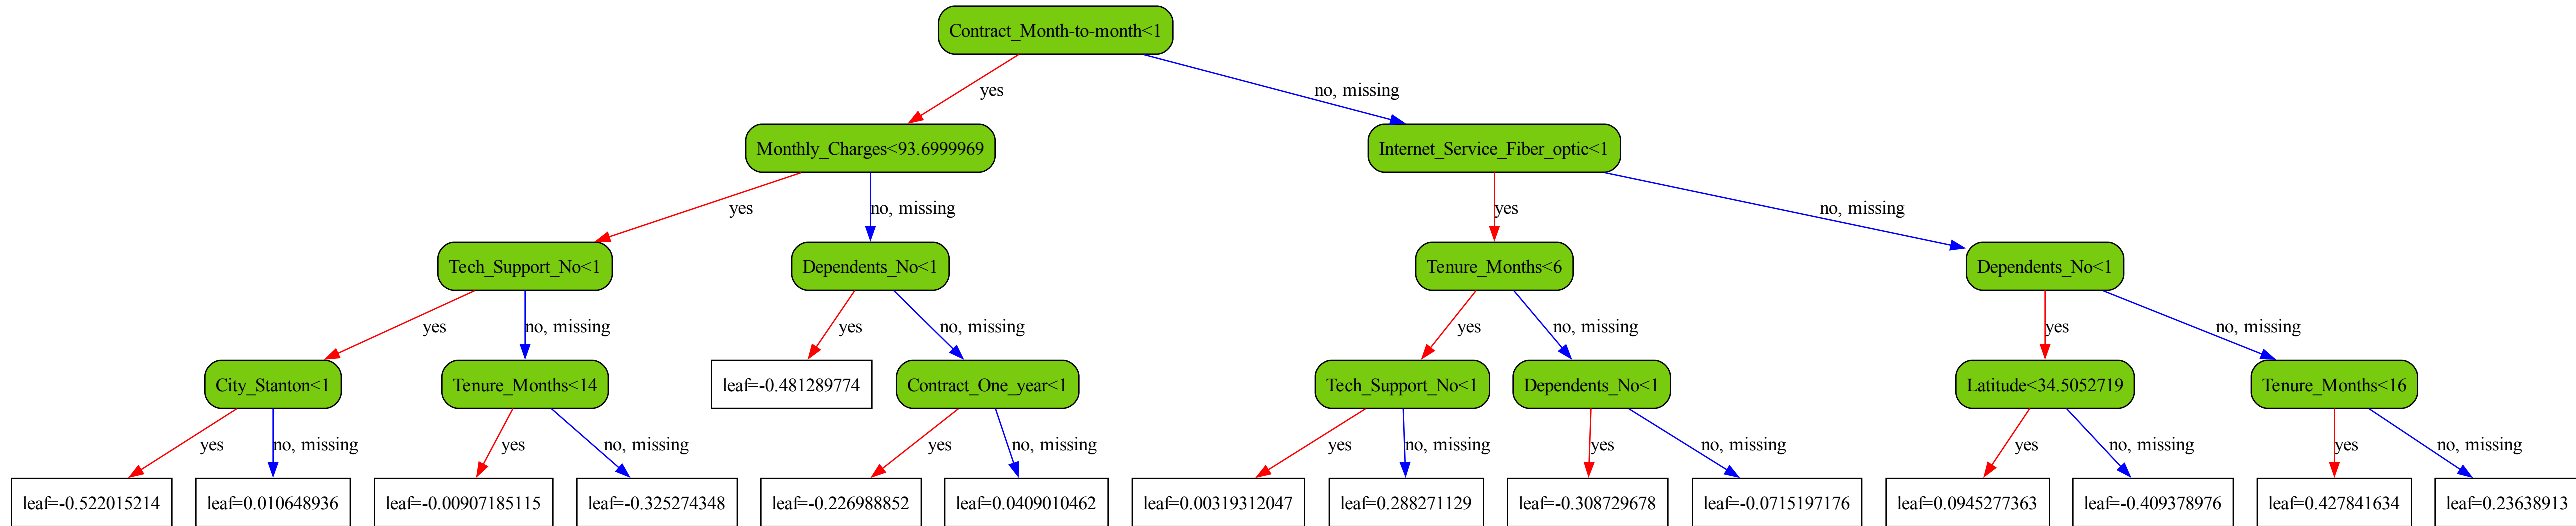 Contract_Month-to-month<1
yes
no, missing
Monthly_Charges<93.6999969
Internet_Service_Fiber_optic<1
yes
no, missing
yes
no, missing
Tech_Support_No<1
Dependents_No<1
Tenure_Months<6
Dependents_No<1
yes
no, missing
yes
no, missing
yes
no, missing
yes
no, missing
City_Stanton<1
Tenure_Months<14
leaf=-0.481289774
Contract_One_year<1
Tech_Support_No<1
Dependents_No<1
Latitude<34.5052719
Tenure_Months<16
yes
no, missing
yes
no, missing
yes
no, missing
yes
no, missing
yes
no, missing
yes
no, missing
yes
no, missing
leaf=-0.522015214
leaf=0.010648936
leaf=-0.00907185115
leaf=-0.325274348
leaf=-0.226988852
leaf=0.0409010462
leaf=0.00319312047
leaf=0.288271129
leaf=-0.308729678
leaf=-0.0715197176
leaf=0.0945277363
leaf=-0.409378976
leaf=0.427841634
leaf=0.23638913